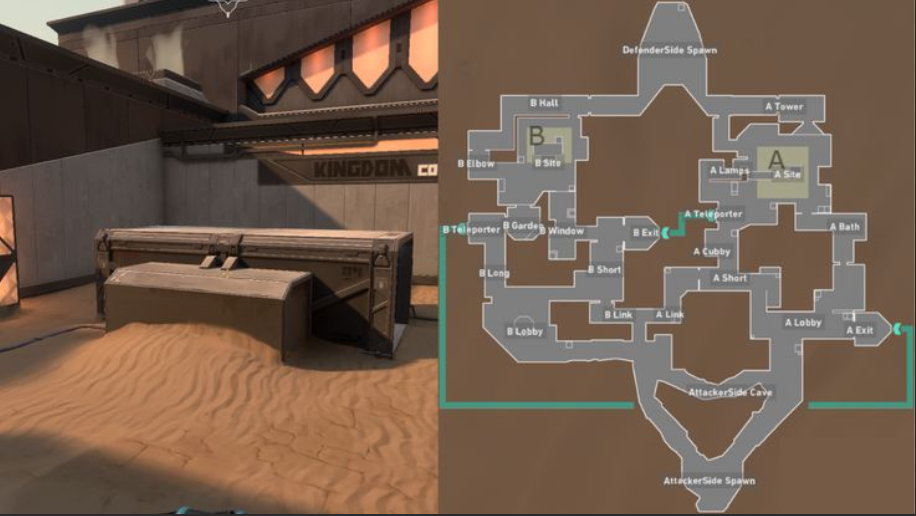 KINGDOM CO
DefenderSide Spawn
B Hall
A Tower
B
A
B Elbow
B Site
A Lamps
A Site
A Teleporter
B Teleporter
B Garden
B Window
B Exit
A Bath
A Cubby
B Long
B Short
A Short
B Link
A Link
A Lobby
A Exit
B Lobby
AttackerSide Cave
AttackerSide Spawn